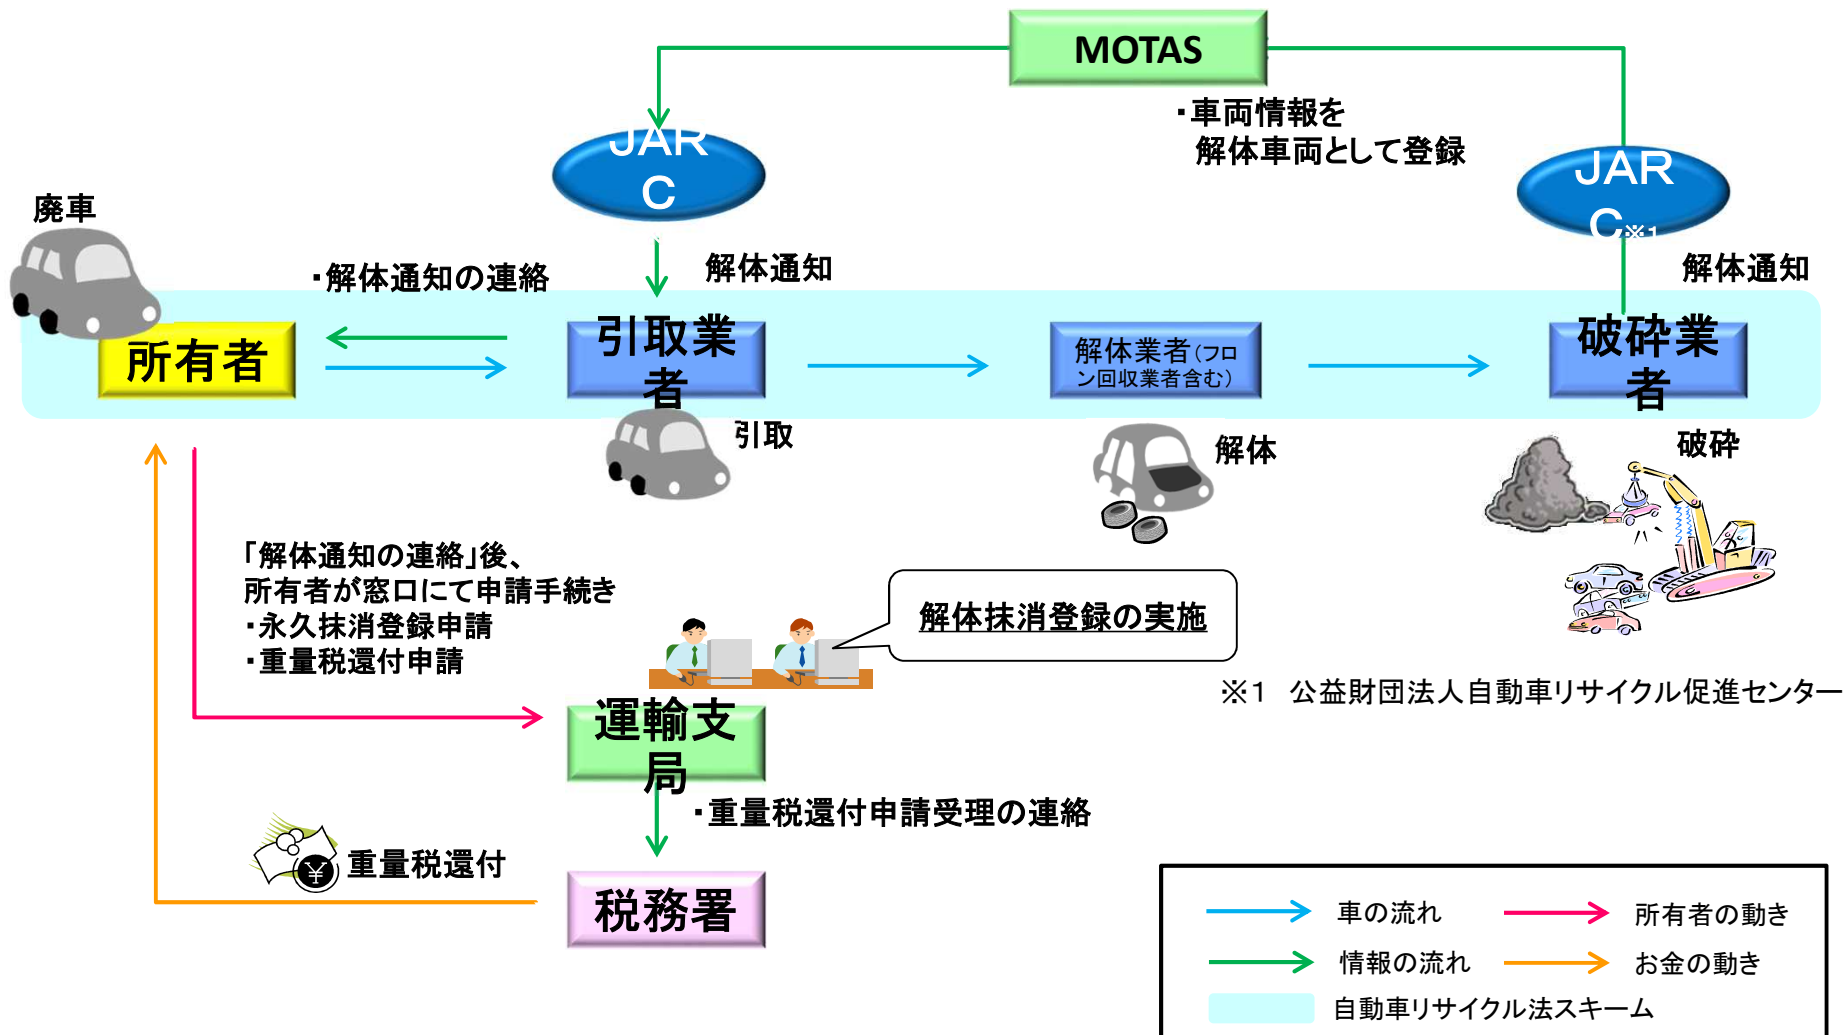 MOTAS
・車両情報を
解体車両として登録
JAR
C
JAR
C※1
廃車
・解体通知の連絡
解体通知
解体通知
所有者
引取業
者
解体業者(フロ
ン回収業者含む)
破砕業
者
引取
解体
破砕
「解体通知の連絡」後、
所有者が窓口にて申請手続き
・永久抹消登録申請
・重量税還付申請
解体抹消登録の実施
※1 公益財団法人自動車リサイクル促進センター
運輸支
局
・重量税還付申請受理の連絡
¥
重量税還付
税務署
車の流れ
所有者の動き
情報の流れ
お金の動き
自動車リサイクル法スキーム